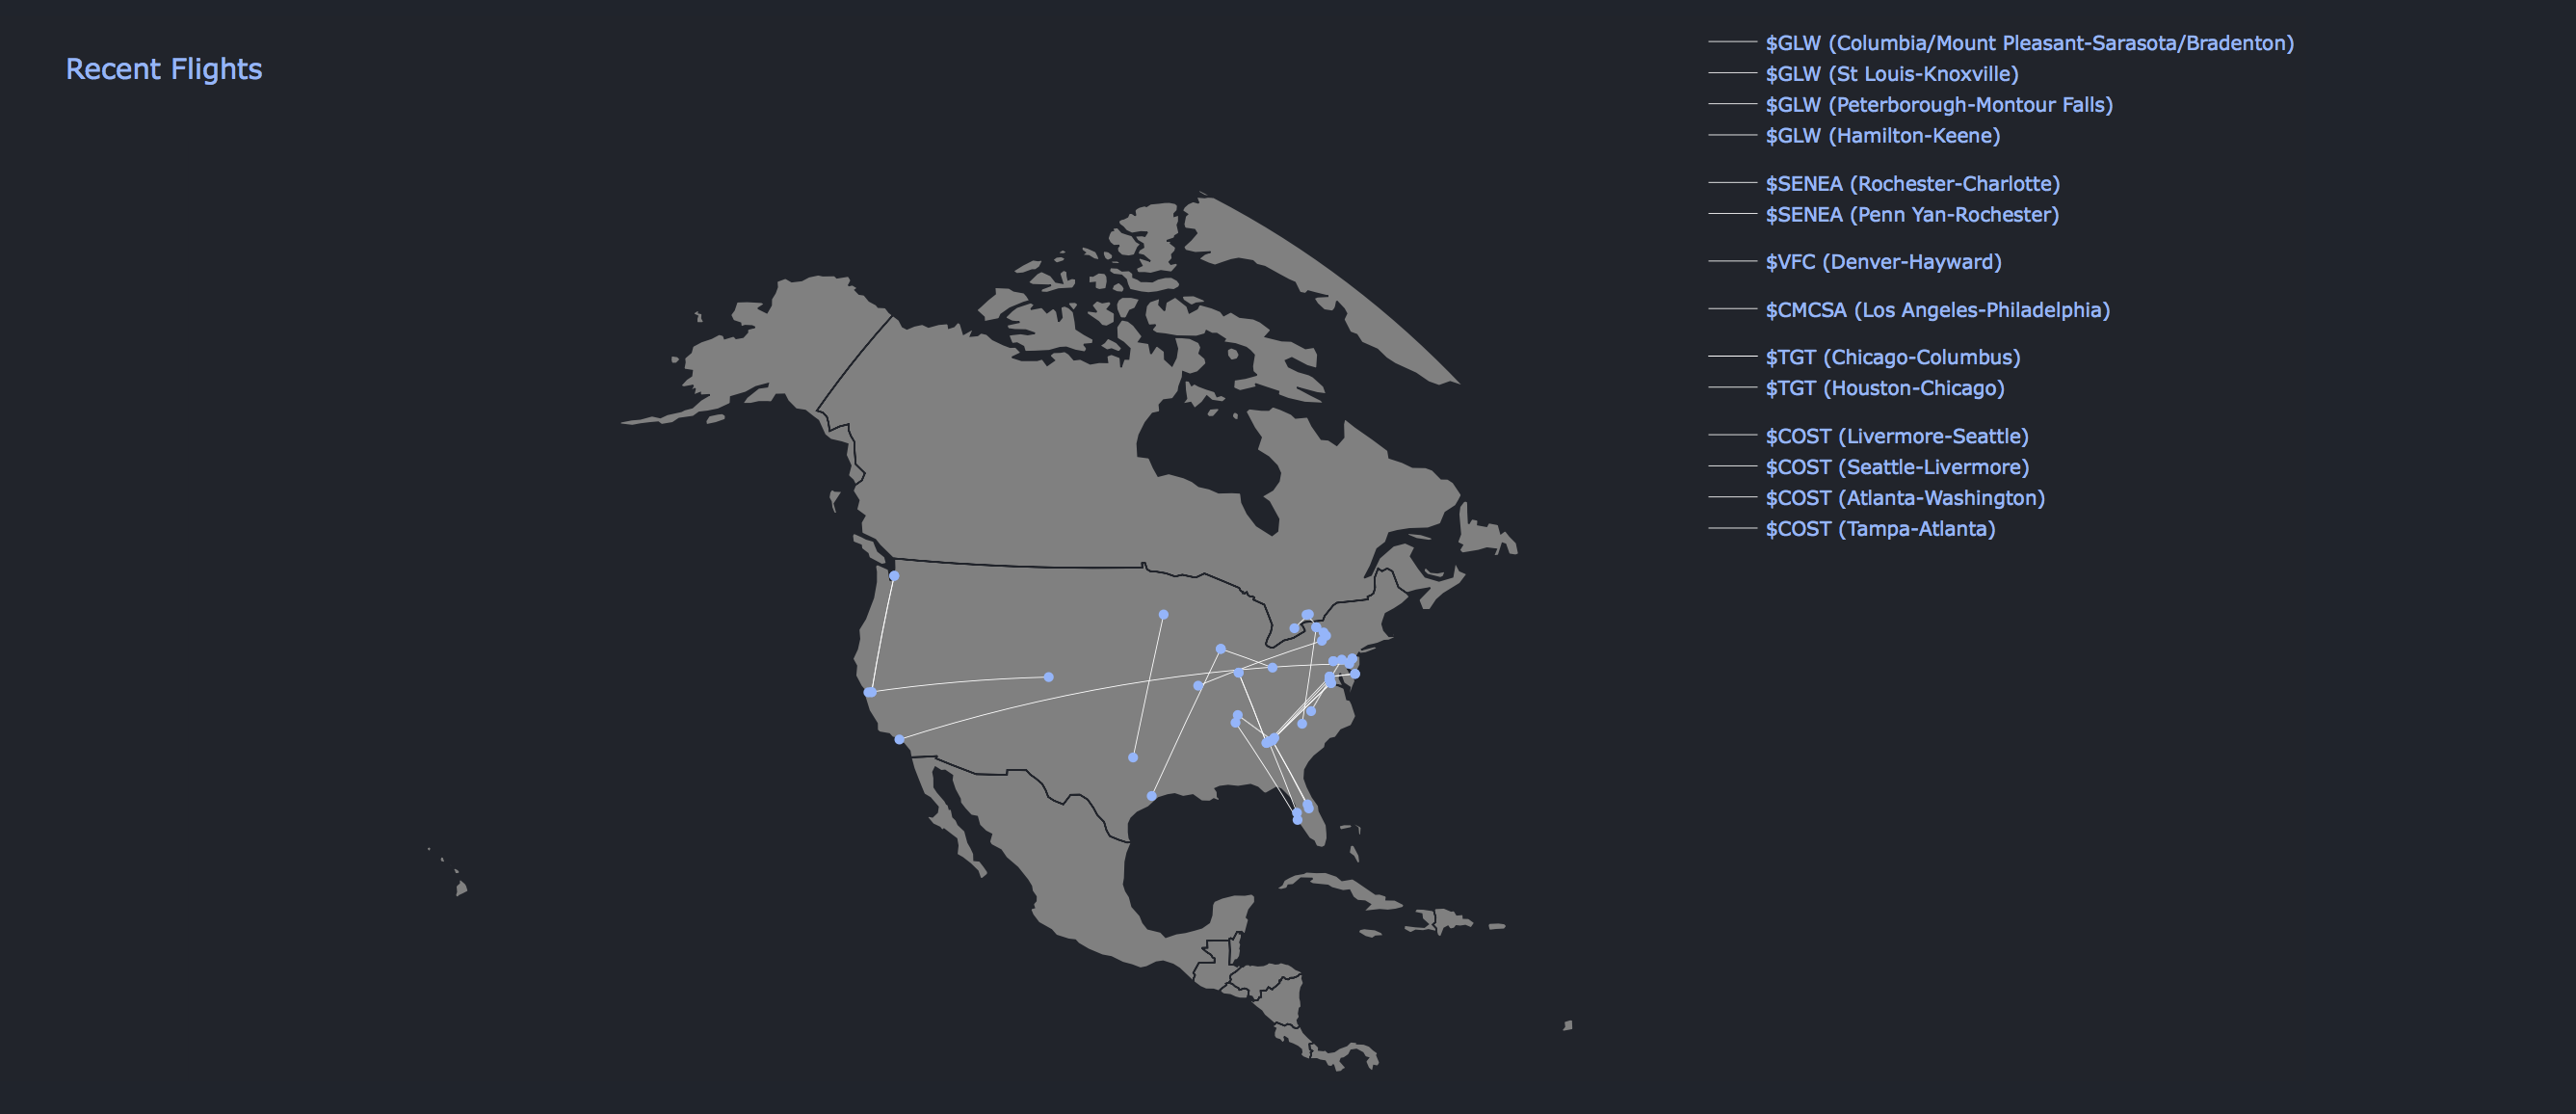 Recent Flights
$GLW (Columbia/Mount Pleasant-Sarasota/Bradenton)
$GLW (St Louis-Knoxville)
$GLW (Peterborough-Montour Falls)
$GLW (Hamilton-Keene)
$SENEA (Rochester-Charlotte)
$SENEA (Penn Yan-Rochester)
$VFC (Denver-Hayward)
$CMCSA (Los Angeles-Philadelphia)
$TGT (Chicago-Columbus)
$TGT (Houston-Chicago)
$COST (Livermore-Seattle)
$COST (Seattle-Livermore)
$COST (Atlanta-Washington)
$COST (Tampa-Atlanta)